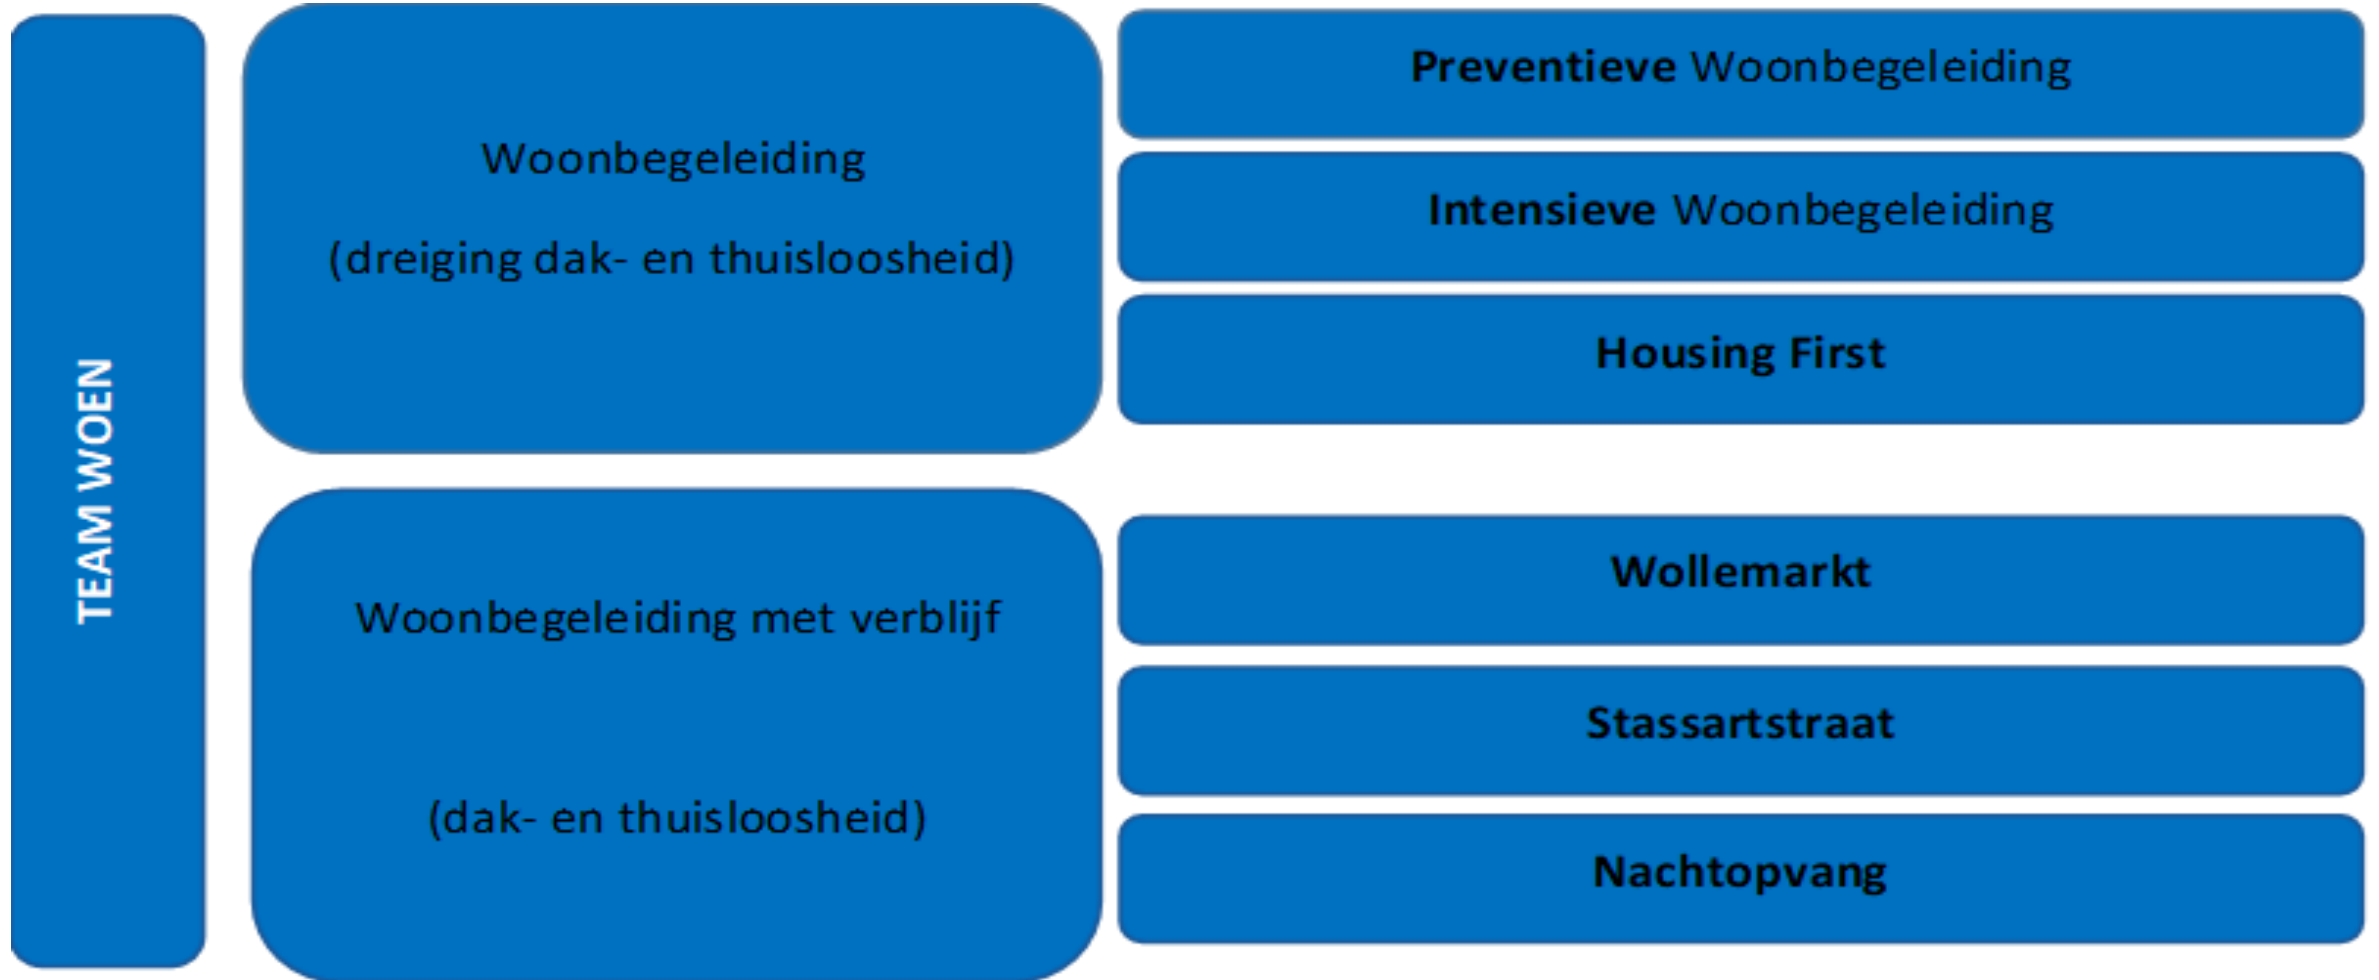 TEAM WOEN
Woonbegeleiding
(dreiging dak- en thuisloosheid)
Preventieve Woonbegeleiding
Intensieve Woonbegeleiding
Housing First
Woonbegeleiding met verblijf
(dak- en thuisloosheid)
Wollemarkt
Stassartstraat
Nachtopvang